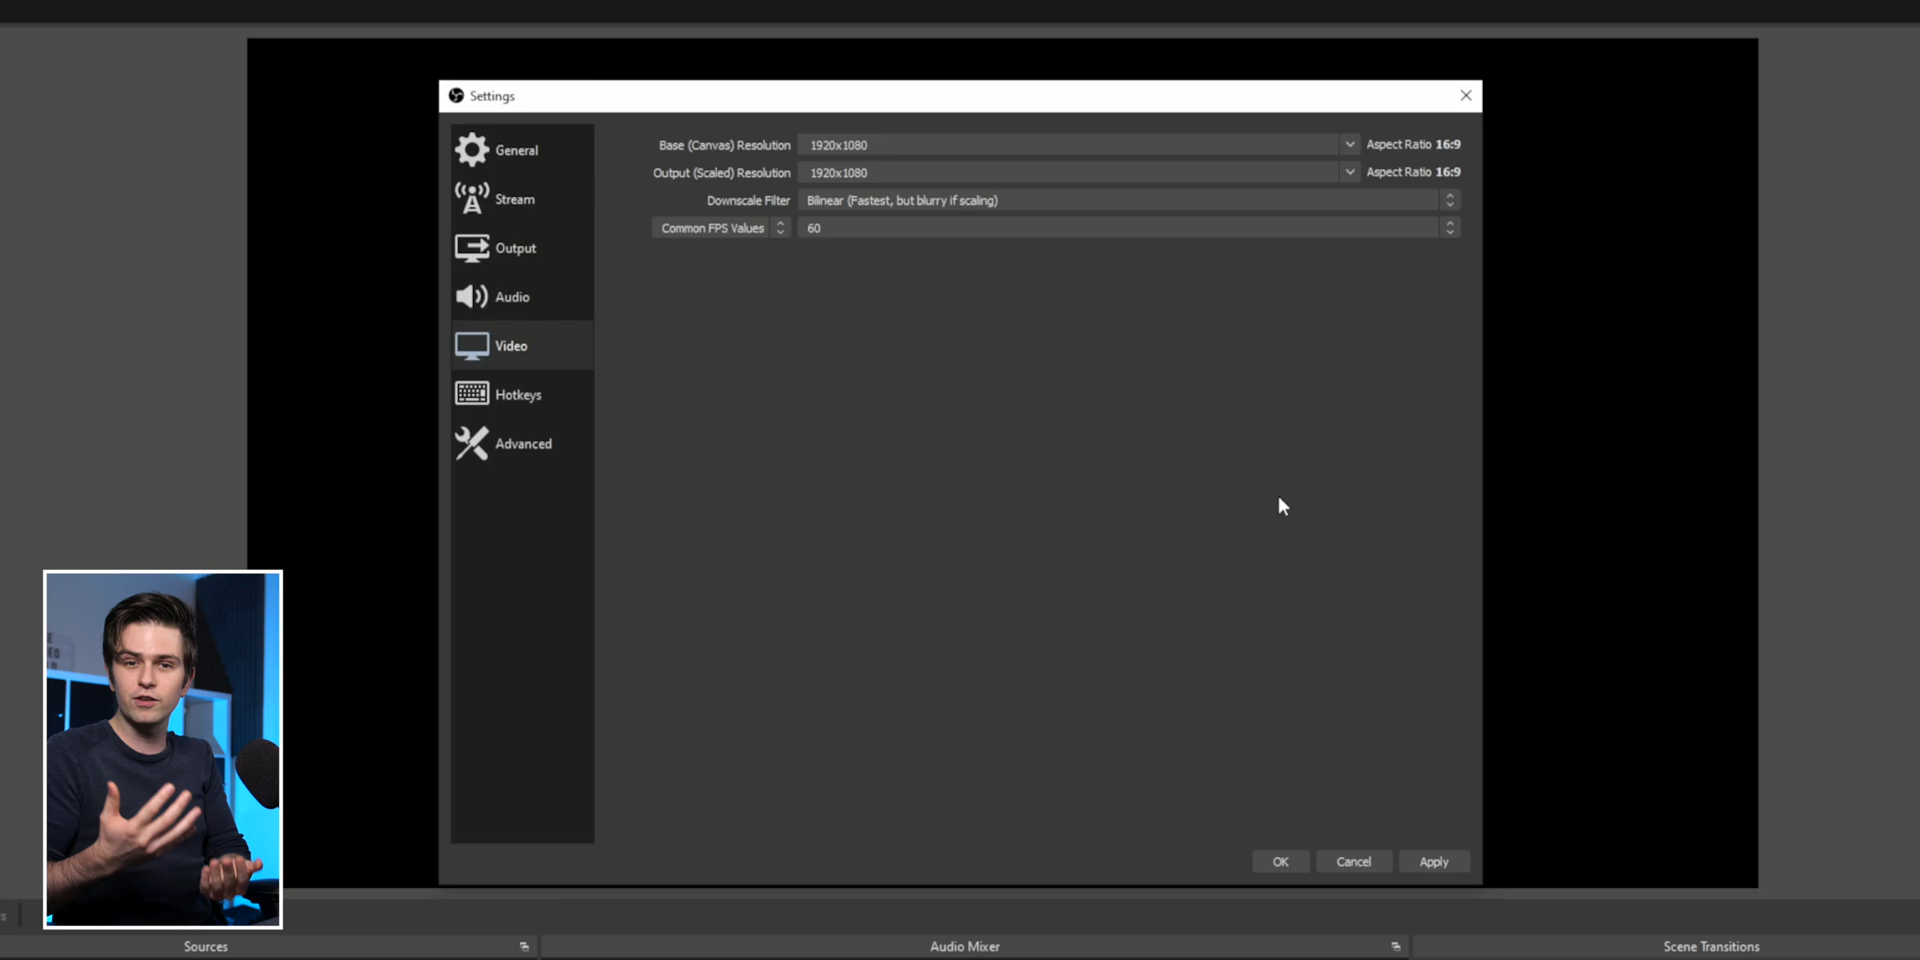 Settings
General
Stream
Output
Audio
Video
Hotkeys
Advanced
Base (Canvas) Resolution 1920x1080 Aspect Ratio 16:9
Output (Scaled) Resolution 1920x1080 Aspect Ratio 16:9
Downscale Filter Bilinear (Fastest, but blurry if scaling)
Common FPS Values 60
OK Cancel Apply
Sources Audio Mixer Scene Transitions